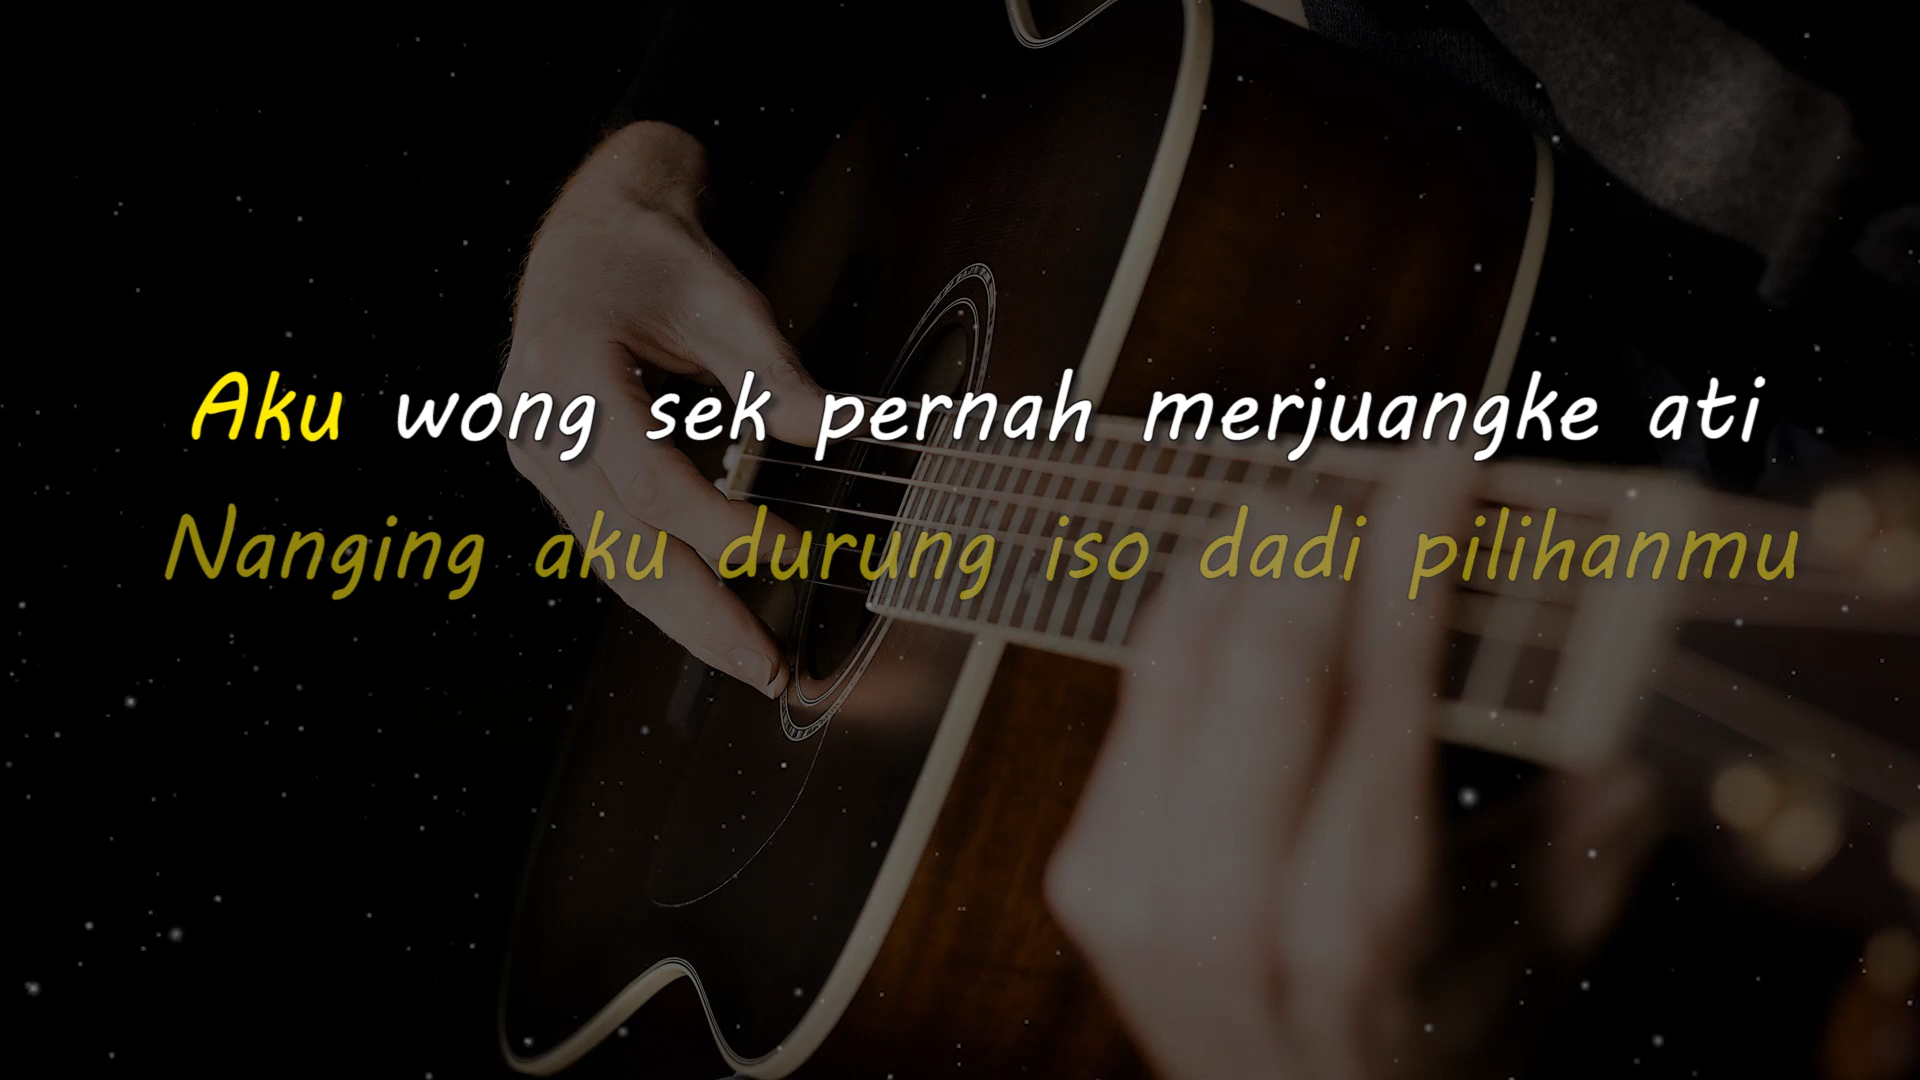 Aku wong sek pernah merjuangke ati
Nanging aku durung iso dadi pilihanmu